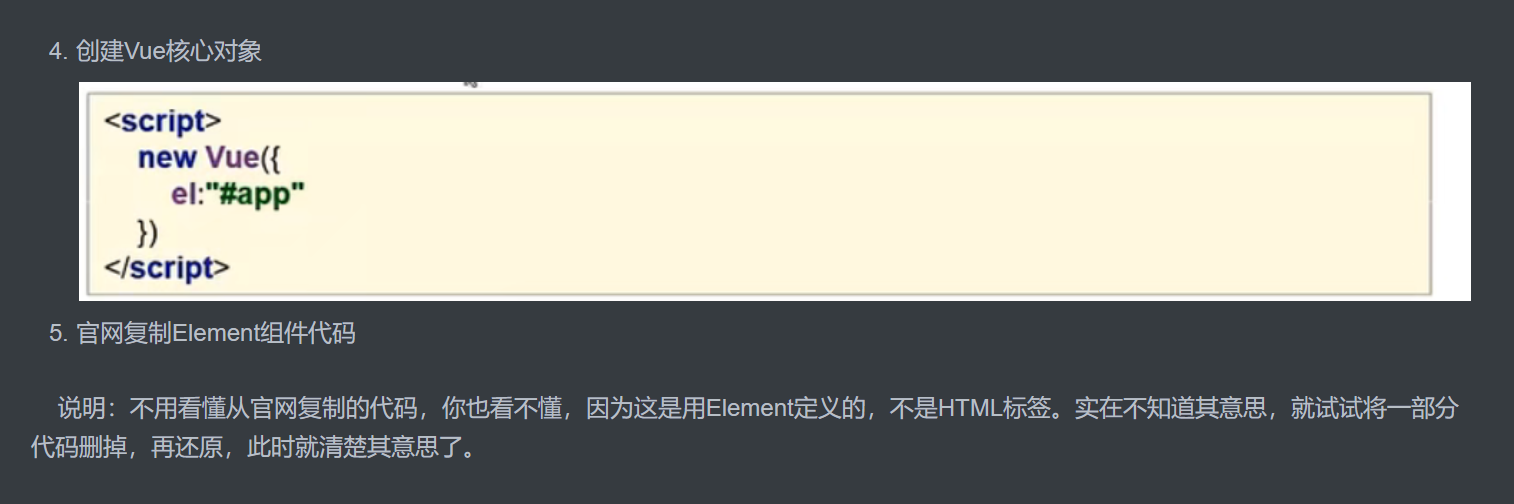 4. 创建Vue核心对象
<script>
new Vue({
el:"#app"
})
</script>
5. 官网复制Element组件代码
说明：不用看懂从官网复制的代码，你也看不懂，因为这是用Element定义的，不是HTML标签。实在不知道其意思，就试试将一部分
代码删掉，再还原，此时就清楚其意思了。